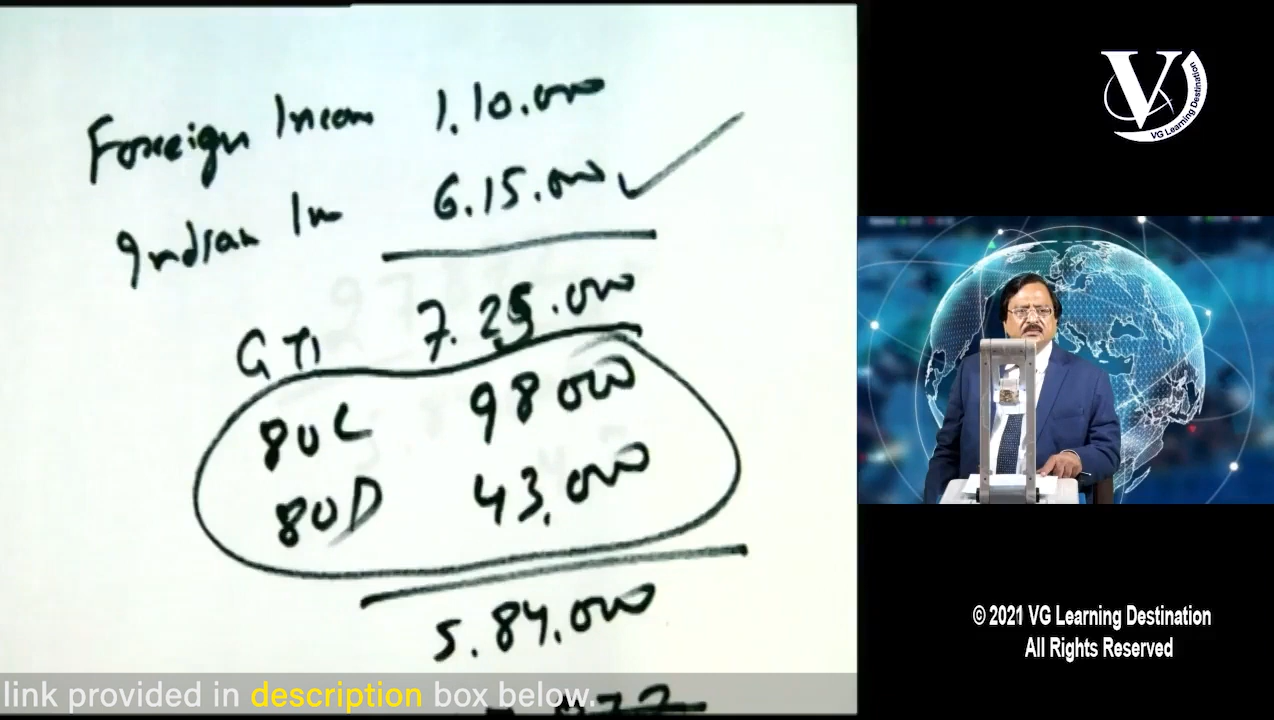 Foreign Incom 1,10,000
Indian In 6,15,000
GTI 7,25,000
80C 98000
80D 43,000
5,84,000
V
VG Learning Destination
© 2021 VG Learning Destination
All Rights Reserved
link provided in description box below.